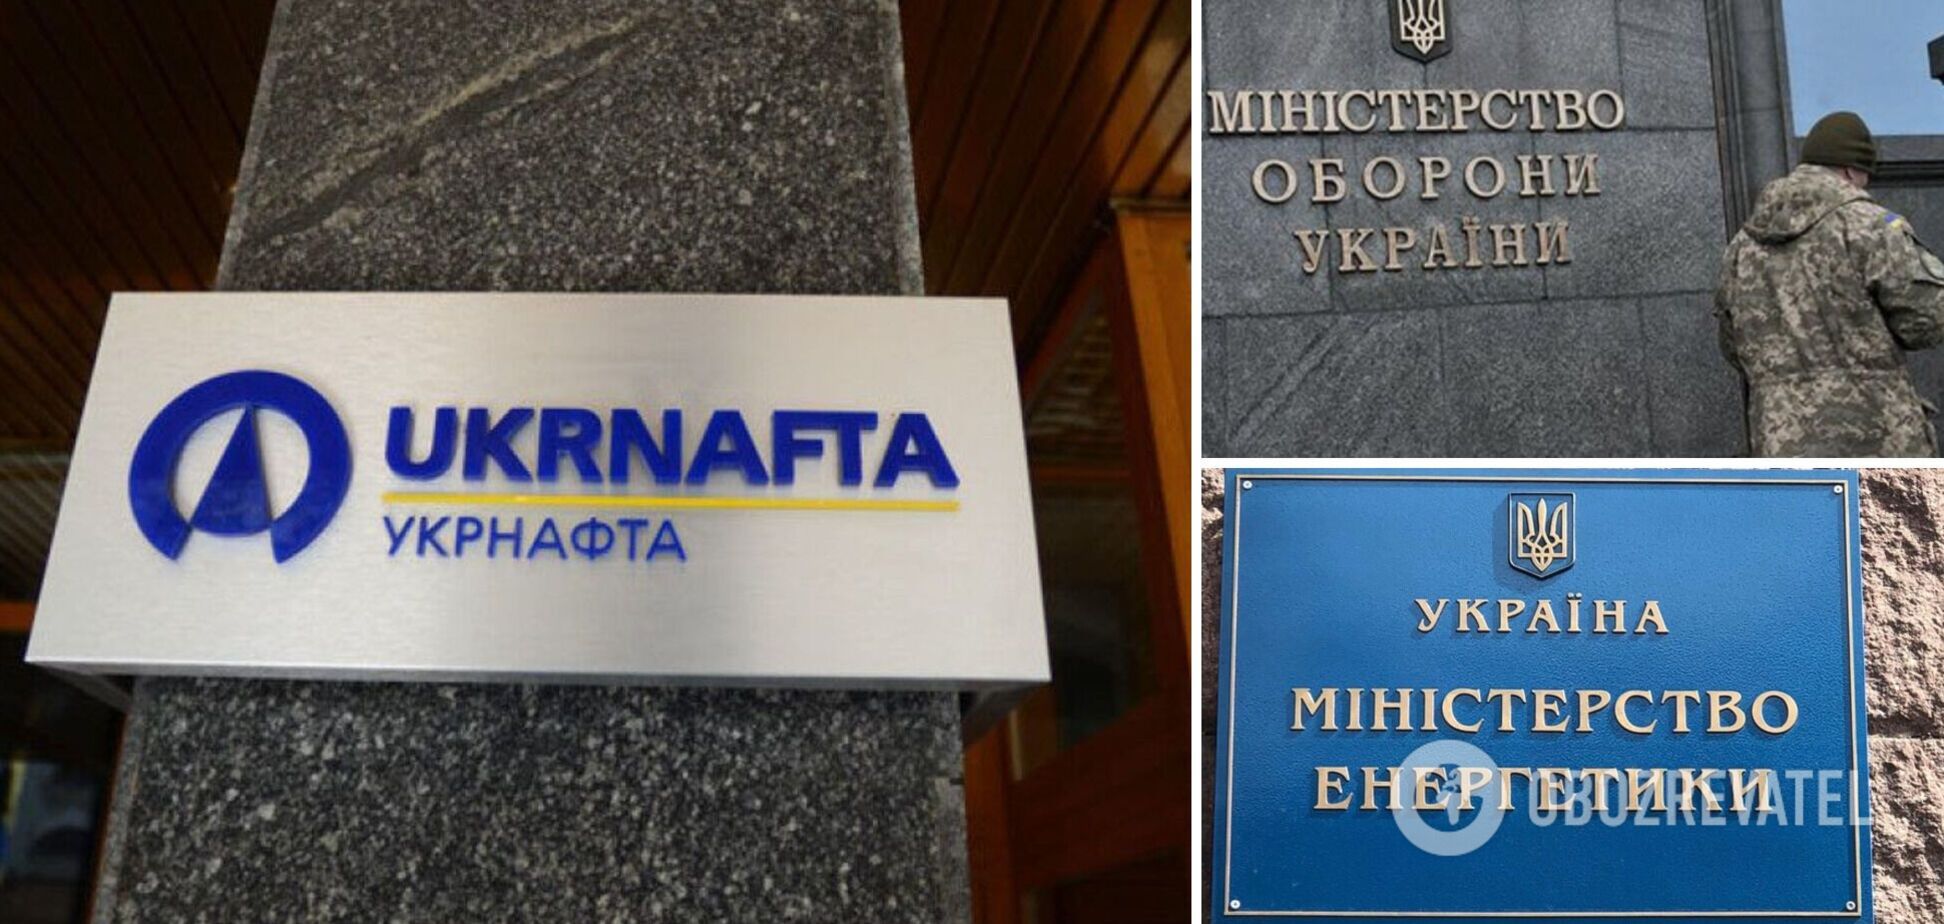 UKRNAFTA
УКРНАФТА
МІНІСТЕРСТВО
ОБОРОНИ
УКРАЇНИ
УКРАЇНА
МІНІСТЕРСТВО
ЕНЕРГЕТИКИ
OBOZREVATEL